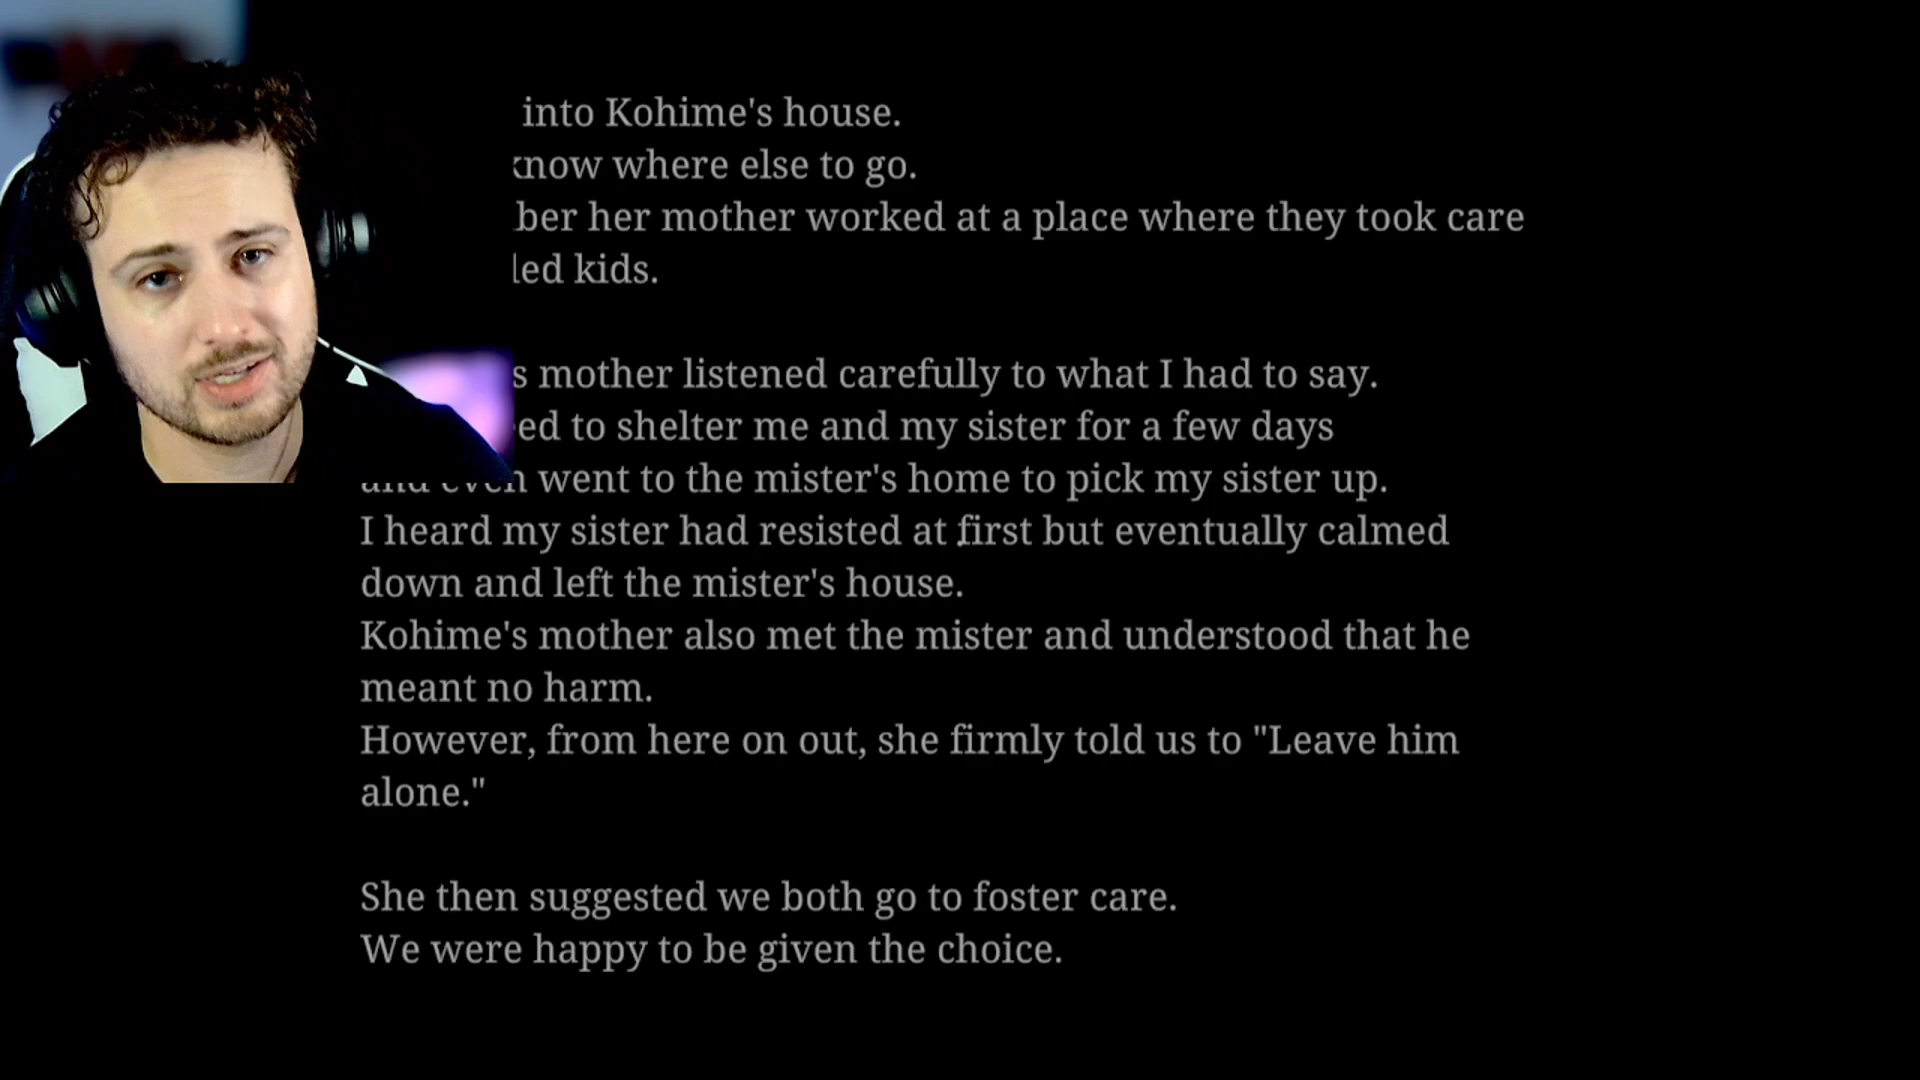 into Kohime's house.
know where else to go.
her mother worked at a place where they took care
kids.
mother listened carefully to what I had to say.
to shelter me and my sister for a few days
and even went to the mister's home to pick my sister up.
I heard my sister had resisted at first but eventually calmed
down and left the mister's house.
Kohime's mother also met the mister and understood that he
meant no harm.
However, from here on out, she firmly told us to "Leave him
alone."
She then suggested we both go to foster care.
We were happy to be given the choice.